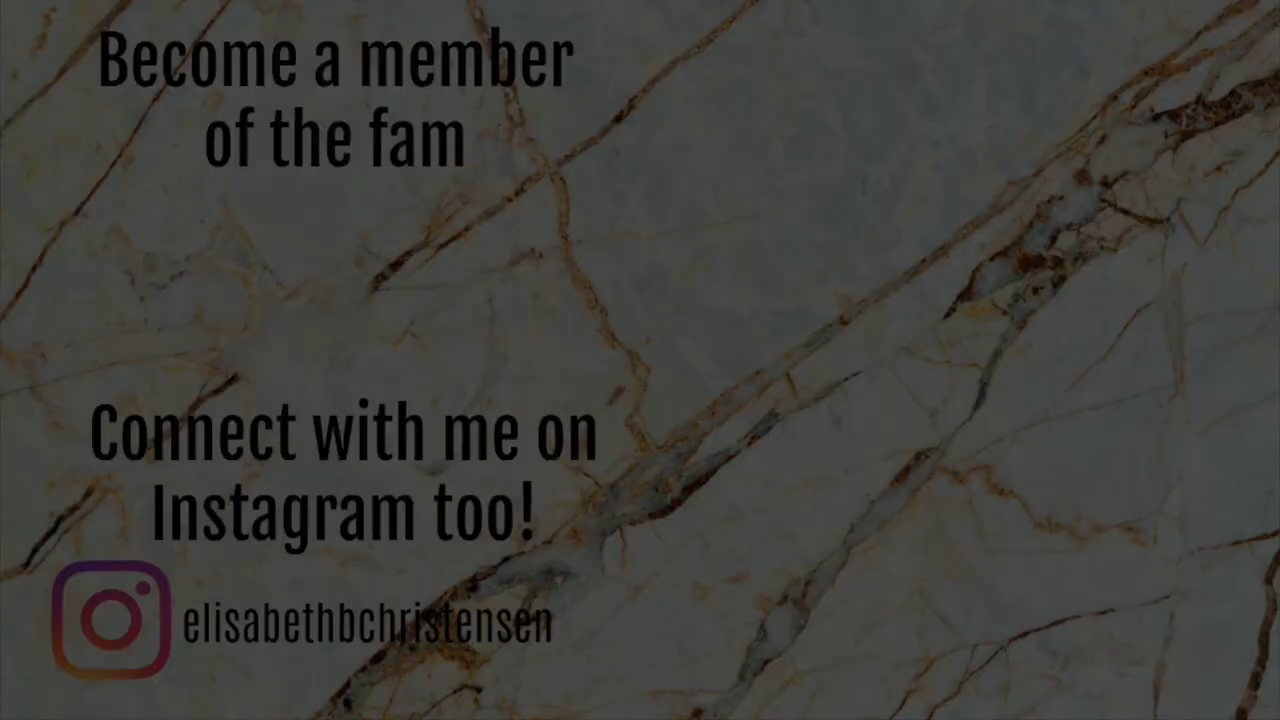 Become a member
of the fam
Connect with me on
Instagram too!
elisabethbchristensen